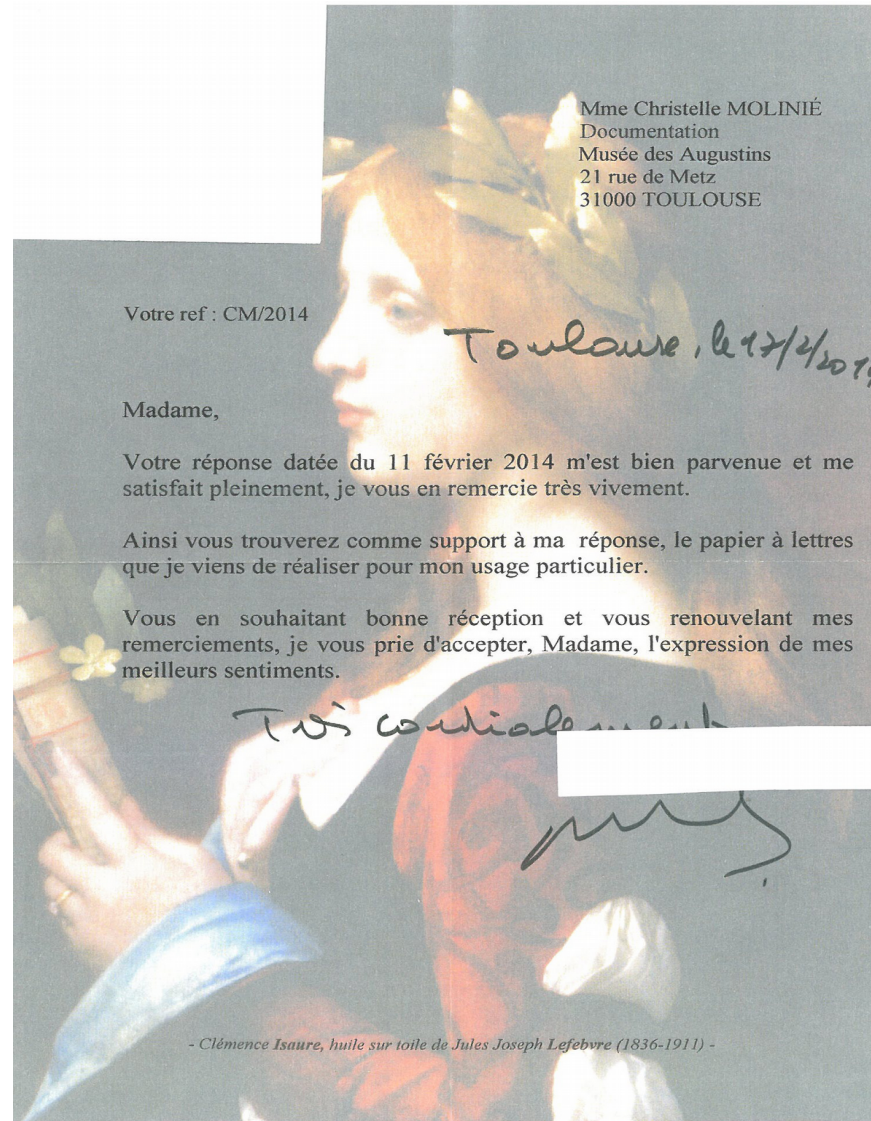 Mme Christelle MOLINIÉ
Documentation
Musée des Augustins
21 rue de Metz
31000 TOULOUSE
Votre ref : CM/2014
Toulouse, le 17/2/2014
Madame,
Votre réponse datée du 11 février 2014 m'est bien parvenue et me
satisfait pleinement, je vous en remercie très vivement.
Ainsi vous trouverez comme support à ma réponse, le papier à lettres
que je viens de réaliser pour mon usage particulier.
Vous en souhaitant bonne réception et vous renouvelant mes
remerciements, je vous prie d'accepter, Madame, l'expression de mes
meilleurs sentiments.
Très cordialement
- Clémence Isaure, huile sur toile de Jules Joseph Lefebvre (1836-1911) -